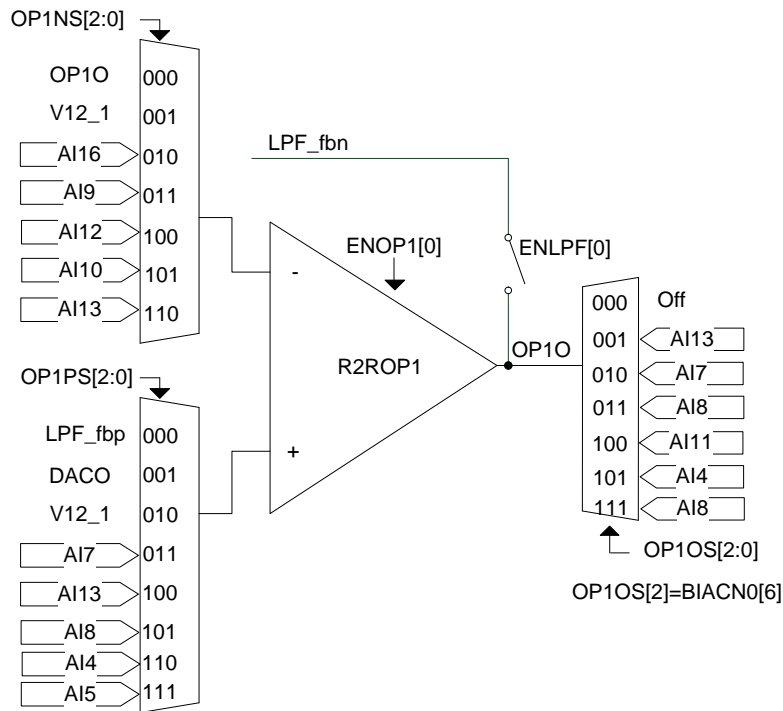 OP1NS[2:0]
OP1O 000
V12_1 001
AI16 010
AI9 011
AI12 100
AI10 101
AI13 110
LPF_fbn
ENOP1[0]
ENLPF[0]
-
R2ROP1
+
OP1O
000 Off
001 AI13
010 AI7
011 AI8
100 AI11
101 AI4
111 AI8
OP1OS[2:0]
OP1OS[2]=BIACN0[6]
OP1PS[2:0]
LPF_fbp 000
DACO 001
V12_1 010
AI7 011
AI13 100
AI8 101
AI4 110
AI5 111